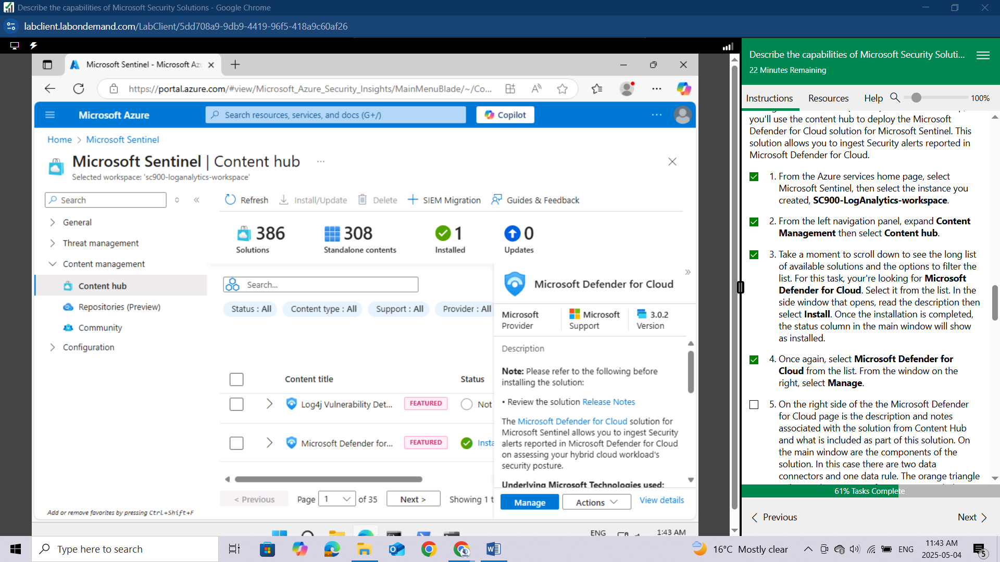 Describe the capabilities of Microsoft Security Solutions - Google Chrome
labclient.labondemand.com/LabClient/5dd708a9-9db9-4419-96f5-418a9c60af26
Microsoft Sentinel - Microsoft Azu
https://portal.azure.com/#view/Microsoft_Azure_Security_Insights/MainMenuBlade/~/Co...
Microsoft Azure
Search resources, services, and docs (G+/)
Copilot
Home > Microsoft Sentinel
Microsoft Sentinel | Content hub
Selected workspace: 'sc900-loganalytics-workspace'
Search
Refresh
Install/Update
Delete
SIEM Migration
Guides & Feedback
General
Threat management
Content management
Content hub
Repositories (Preview)
Community
Configuration
386
Solutions
308
Standalone contents
1
Installed
0
Updates
Search...
Status : All
Content type : All
Support : All
Provider : All
Content title
Status
Log4j Vulnerability Det...
FEATURED
Not
Microsoft Defender for...
FEATURED
Insta
< Previous
Page 1 of 35
Next >
Showing 1 t
Add or remove favorites by pressing Ctrl+Shift+F
Microsoft Defender for Cloud
Microsoft
Provider
Microsoft
Support
3.0.2
Version
Description
Note: Please refer to the following before
installing the solution:
• Review the solution Release Notes
The Microsoft Defender for Cloud solution for
Microsoft Sentinel allows you to ingest Security
alerts reported in Microsoft Defender for Cloud
on assessing your hybrid cloud workload's
security posture.
Underlying Microsoft Technologies used:
Manage
Actions
View details
ENG
1:43 AM
Describe the capabilities of Microsoft Security Soluti...
22 Minutes Remaining
Instructions
Resources
Help
100%
you'll use the content hub to deploy the Microsoft
Defender for Cloud solution for Microsoft Sentinel. This
solution allows you to ingest Security alerts reported in
Microsoft Defender for Cloud.
1. From the Azure services home page, select
Microsoft Sentinel, then select the instance you
created, SC900-LogAnalytics-workspace.
2. From the left navigation panel, expand Content
Management then select Content hub.
3. Take a moment to scroll down to see the long list
of available solutions and the options to filter the
list. For this task, your're looking for Microsoft
Defender for Cloud. Select it from the list. In the
side window that opens, read the description then
select Install. Once the installation is completed,
the status column in the main window will show
as installed.
4. Once again, select Microsoft Defender for
Cloud from the list. From the window on the
right, select Manage.
5. On the right side of the the Microsoft Defender
for Cloud page is the description and notes
associated with the solution from Content Hub
and what is included as part of this solution. On
the main window are the components of the
solution. In this case there are two data
connectors and one data rule. The orange triangle
61% Tasks Complete
Previous
Next
Type here to search
16°C Mostly clear
ENG
11:43 AM
2025-05-04
5